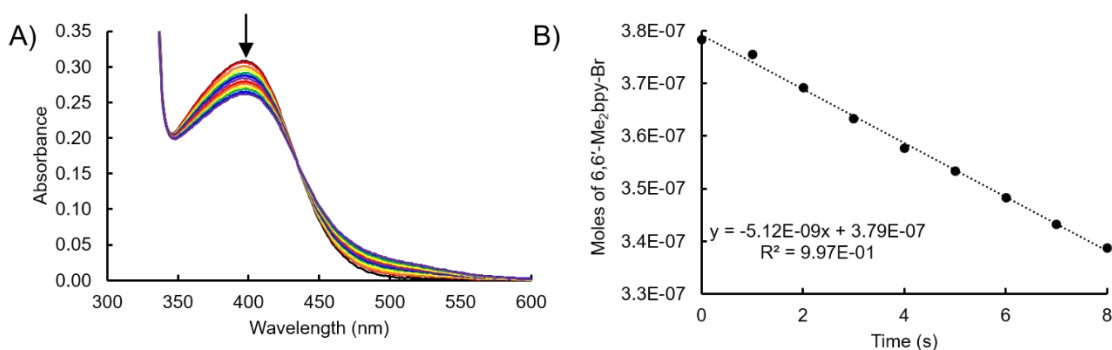 A)
Absorbance
0.35
0.30
0.25
0.20
0.15
0.10
0.05
0.00
300 350 400 450 500 550 600
Wavelength (nm)
B)
Moles of 6,6′-Me₂bpy-Br
3.8E-07
3.7E-07
3.6E-07
3.5E-07
3.4E-07
3.3E-07
y = -5.12E-09x + 3.79E-07
R² = 9.97E-01
0 2 4 6 8
Time (s)